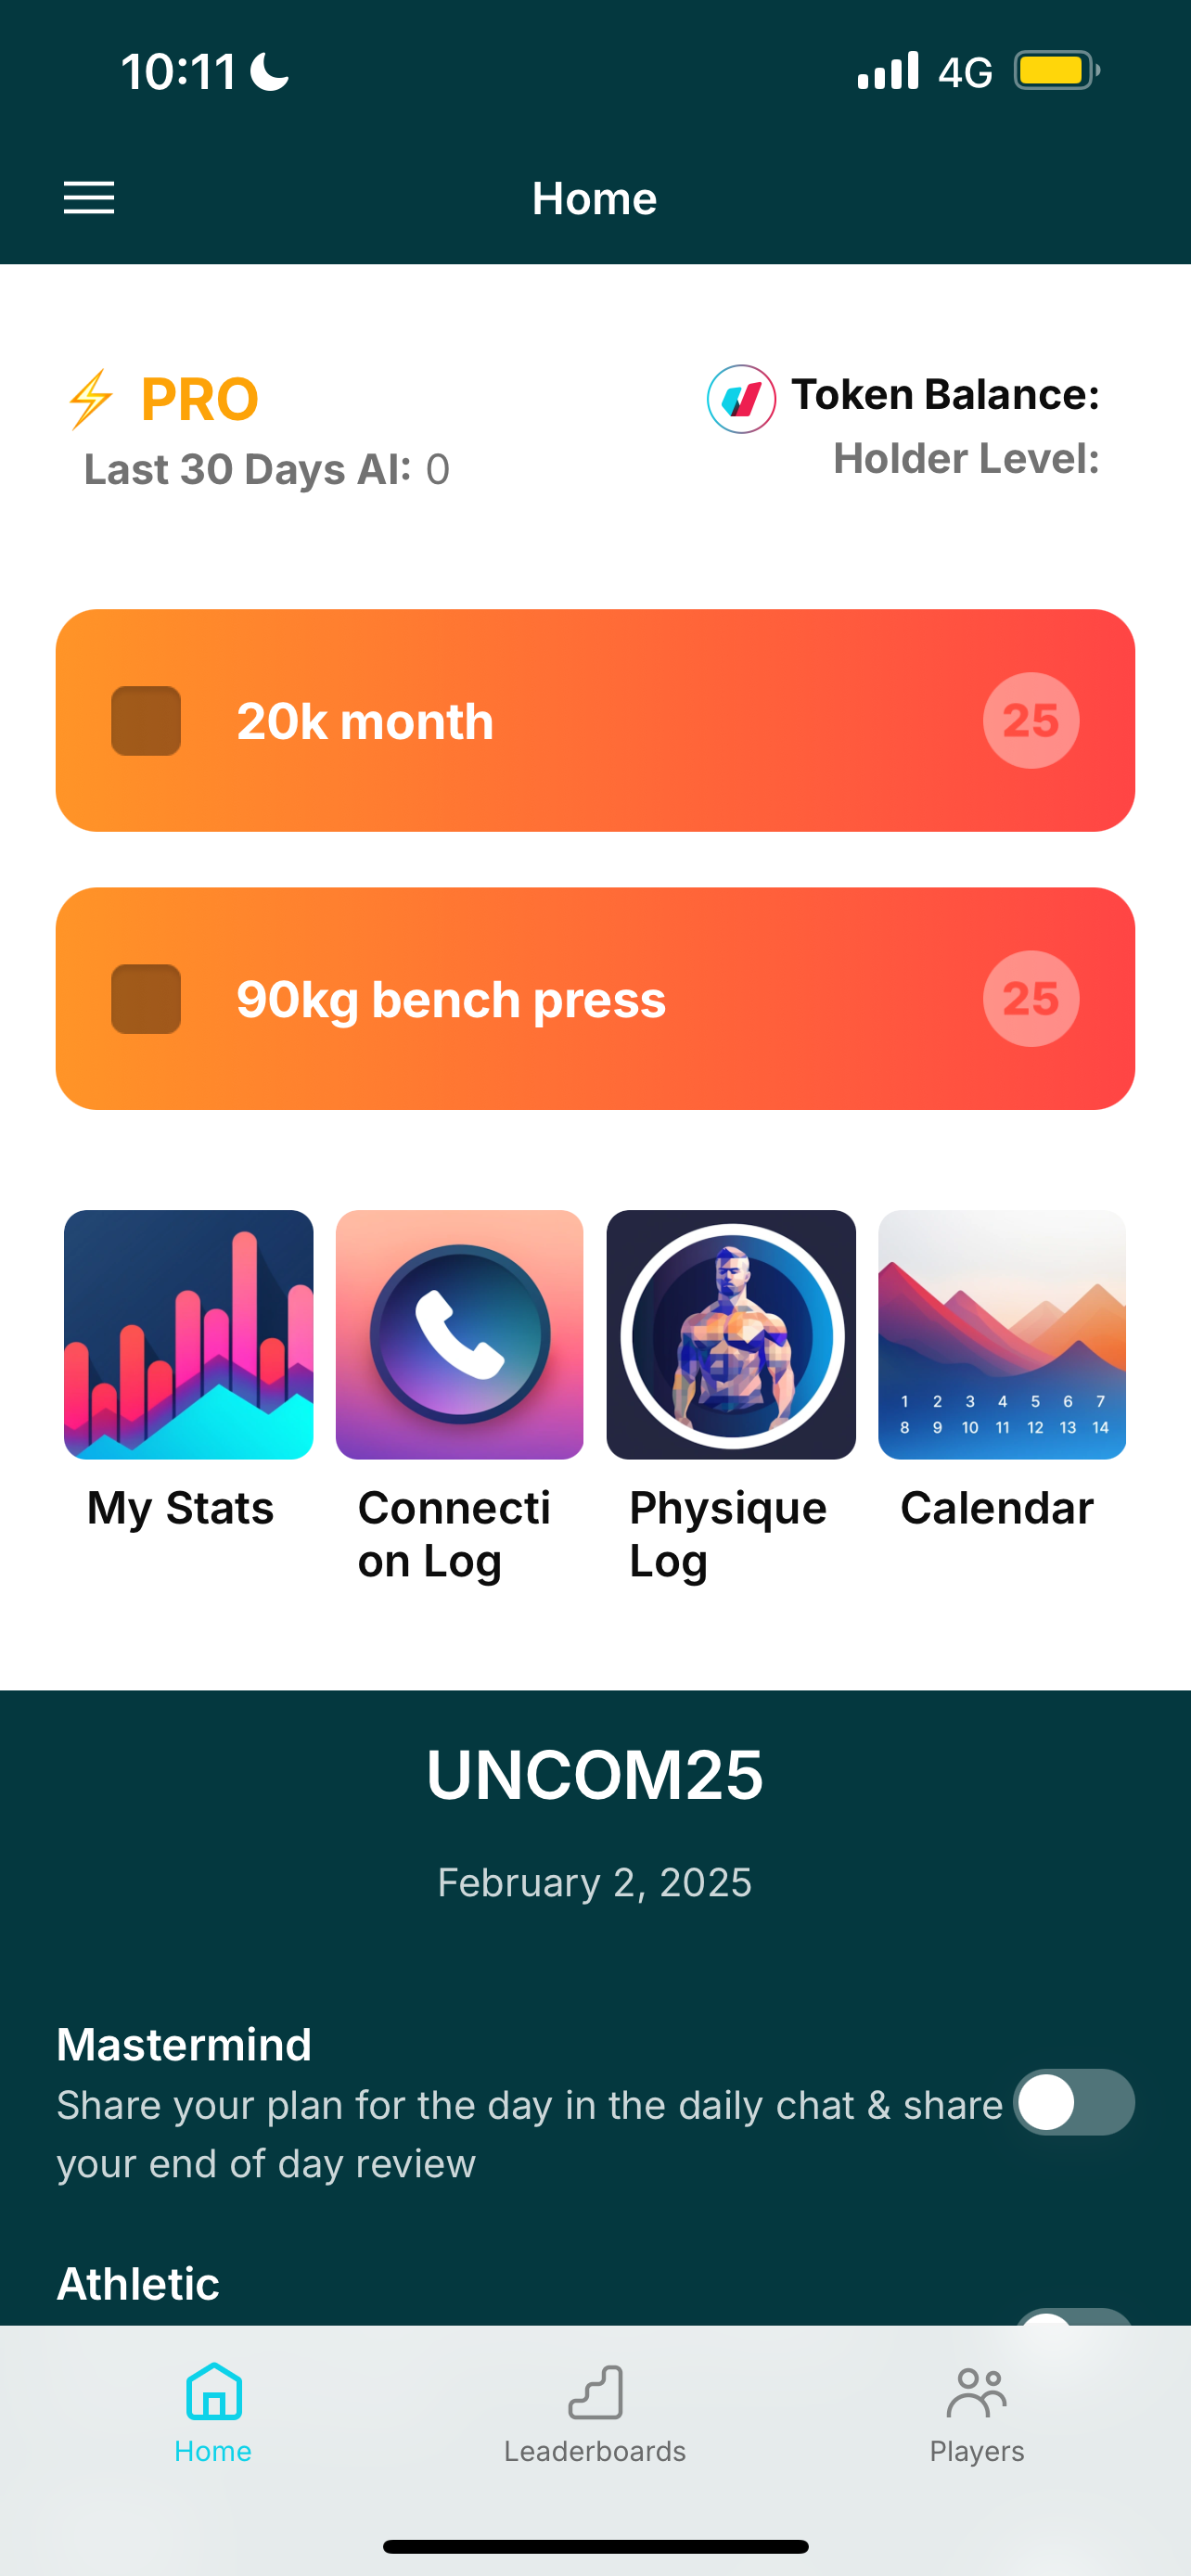 10:11
4G
Home
PRO
Last 30 Days AI: 0
Token Balance:
Holder Level:
20k month
25
90kg bench press
25
1 2 3 4 5 6 7
8 9 10 11 12 13 14
My Stats
Connecti
on Log
Physique
Log
Calendar
UNCOM25
February 2, 2025
Mastermind
Share your plan for the day in the daily chat & share
your end of day review
Athletic
Home
Leaderboards
Players